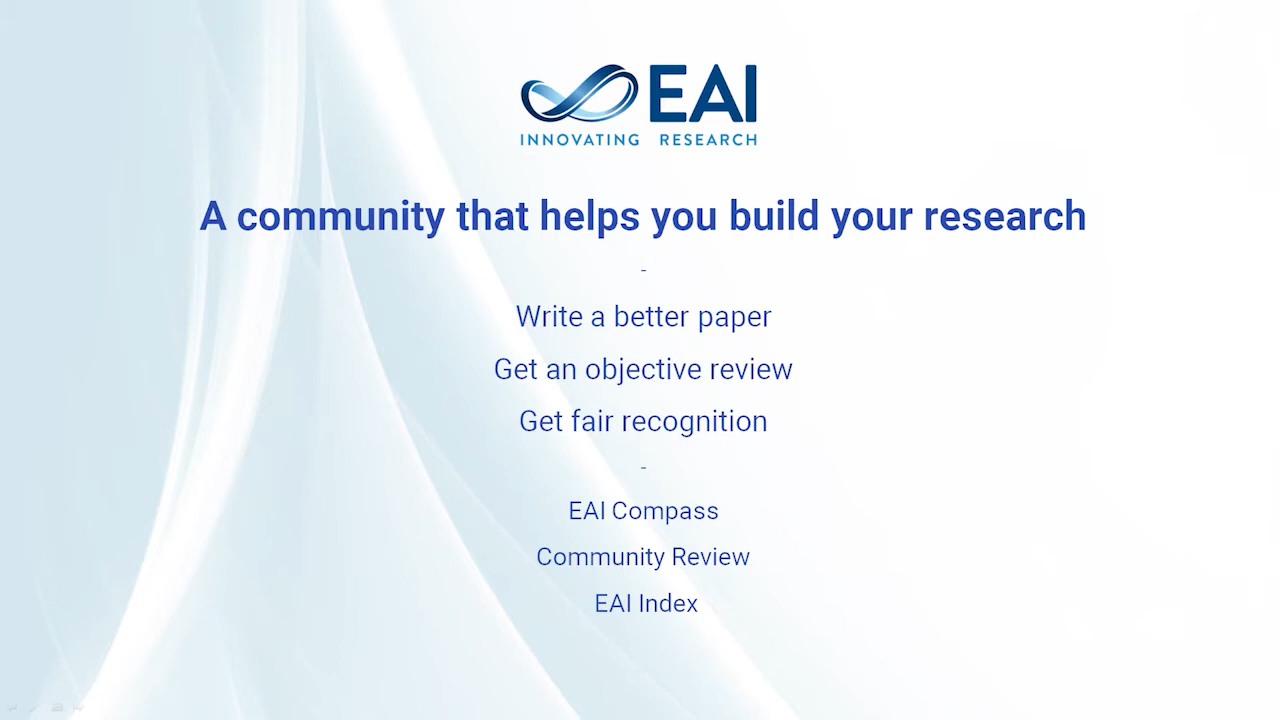 EAI
INNOVATING RESEARCH
A community that helps you build your research
-
Write a better paper
Get an objective review
Get fair recognition
-
EAI Compass
Community Review
EAI Index